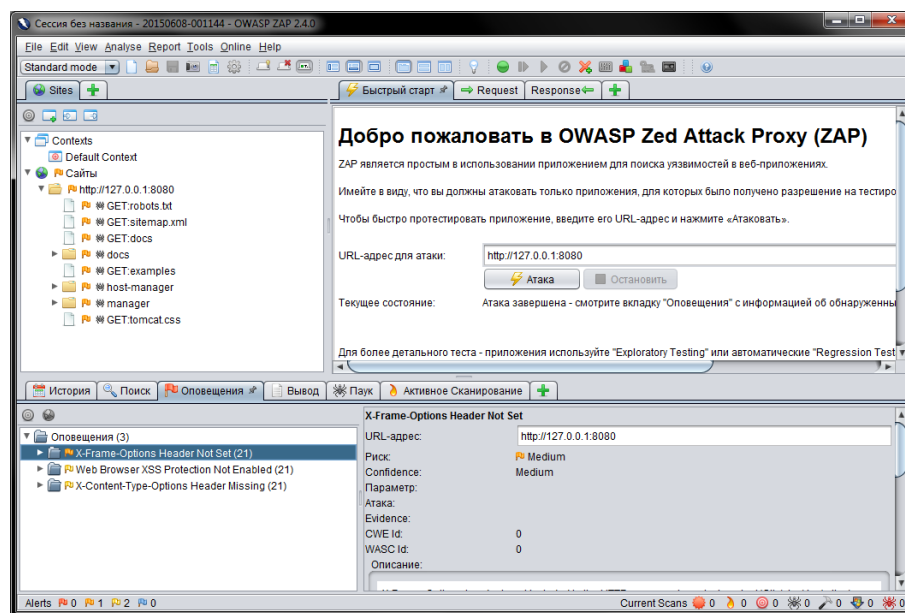 Сессия без названия - 20150608-001144 - OWASP ZAP 2.4.0
File Edit View Analyse Report Tools Online Help
Standard mode
Sites
Быстрый старт
Request
Response
Contexts
Default Context
Сайты
http://127.0.0.1:8080
GET:robots.txt
GET:sitemap.xml
GET:docs
docs
GET:examples
host-manager
manager
GET:tomcat.css
Добро пожаловать в OWASP Zed Attack Proxy (ZAP)
ZAP является простым в использовании приложением для поиска уязвимостей в веб-приложениях.
Имейте в виду, что вы должны атаковать только приложения, для которых было получено разрешение на тестиро
Чтобы быстро протестировать приложение, введите его URL-адрес и нажмите «Атаковать».
URL-адрес для атаки: http://127.0.0.1:8080
Атака Остановить
Текущее состояние: Атака завершена - смотрите вкладку "Оповещения" с информацией об обнаруженны
Для более детального теста - приложения используйте "Exploratory Testing" или автоматические "Regression Test
История Поиск Оповещения Вывод Паук Активное Сканирование
Оповещения (3)
X-Frame-Options Header Not Set (21)
Web Browser XSS Protection Not Enabled (21)
X-Content-Type-Options Header Missing (21)
X-Frame-Options Header Not Set
URL-адрес: http://127.0.0.1:8080
Риск: Medium
Confidence: Medium
Параметр:
Атака:
Evidence:
CWE Id: 0
WASC Id: 0
Описание:
Alerts 0 1 2 0
Current Scans 0 0 0 0 0 0 0